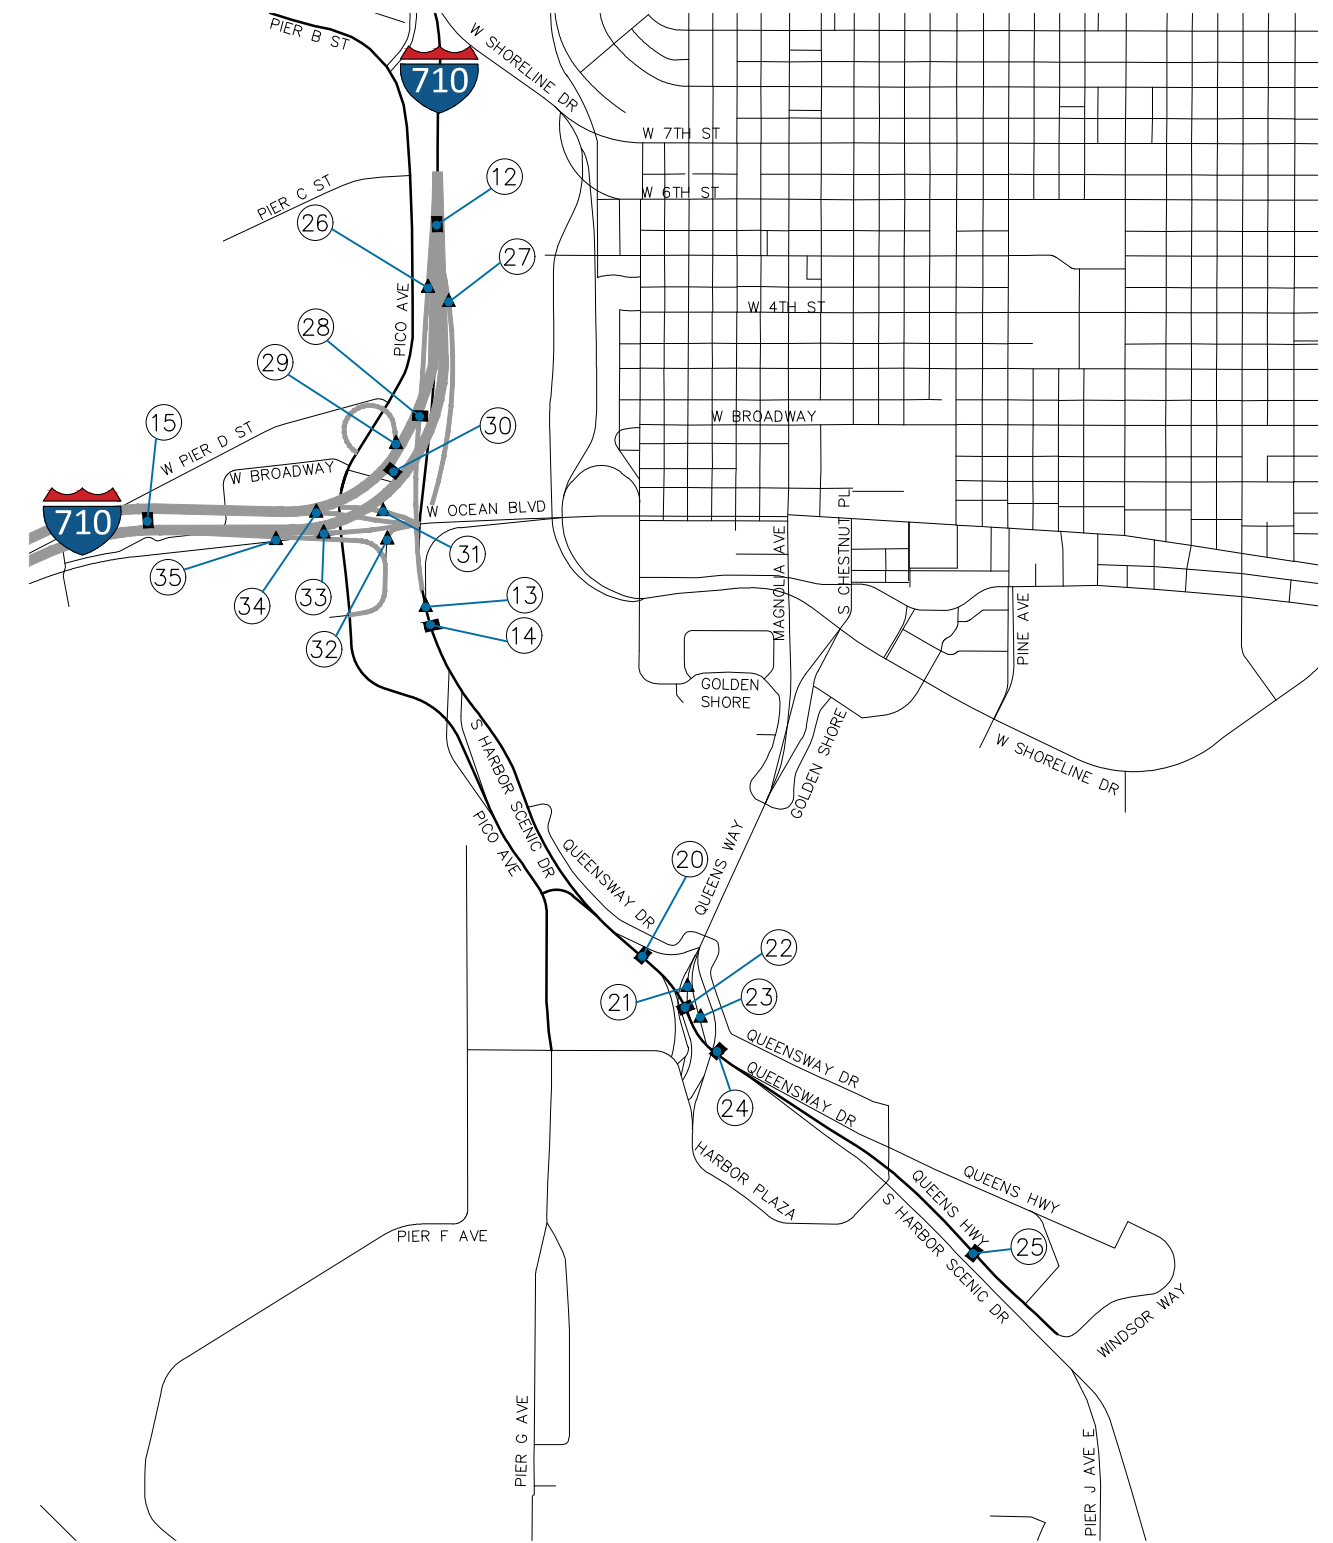 PIER B ST
W SHORELINE DR
710
W 7TH ST
12
PIER C ST
W 6TH ST
26
27
PICO AVE
W 4TH ST
28
29
15
W PIER D ST
30
W BROADWAY
W BROADWAY
710
W OCEAN BLVD
S CHESTNUT PL
31
MAGNOLIA AVE
35
34
33
13
14
32
PINE AVE
GOLDEN
SHORE
GOLDEN SHORE
W SHORELINE DR
S HARBOR SCENIC DR
PICO AVE
QUEENSWAY DR
20
QUEENS WAY
22
21
23
QUEENSWAY DR
QUEENSWAY DR
24
HARBOR PLAZA
QUEENS HWY
QUEENS HWY
S HARBOR SCENIC DR
25
PIER F AVE
WINDSOR WAY
PIER G AVE
PIER J AVE E